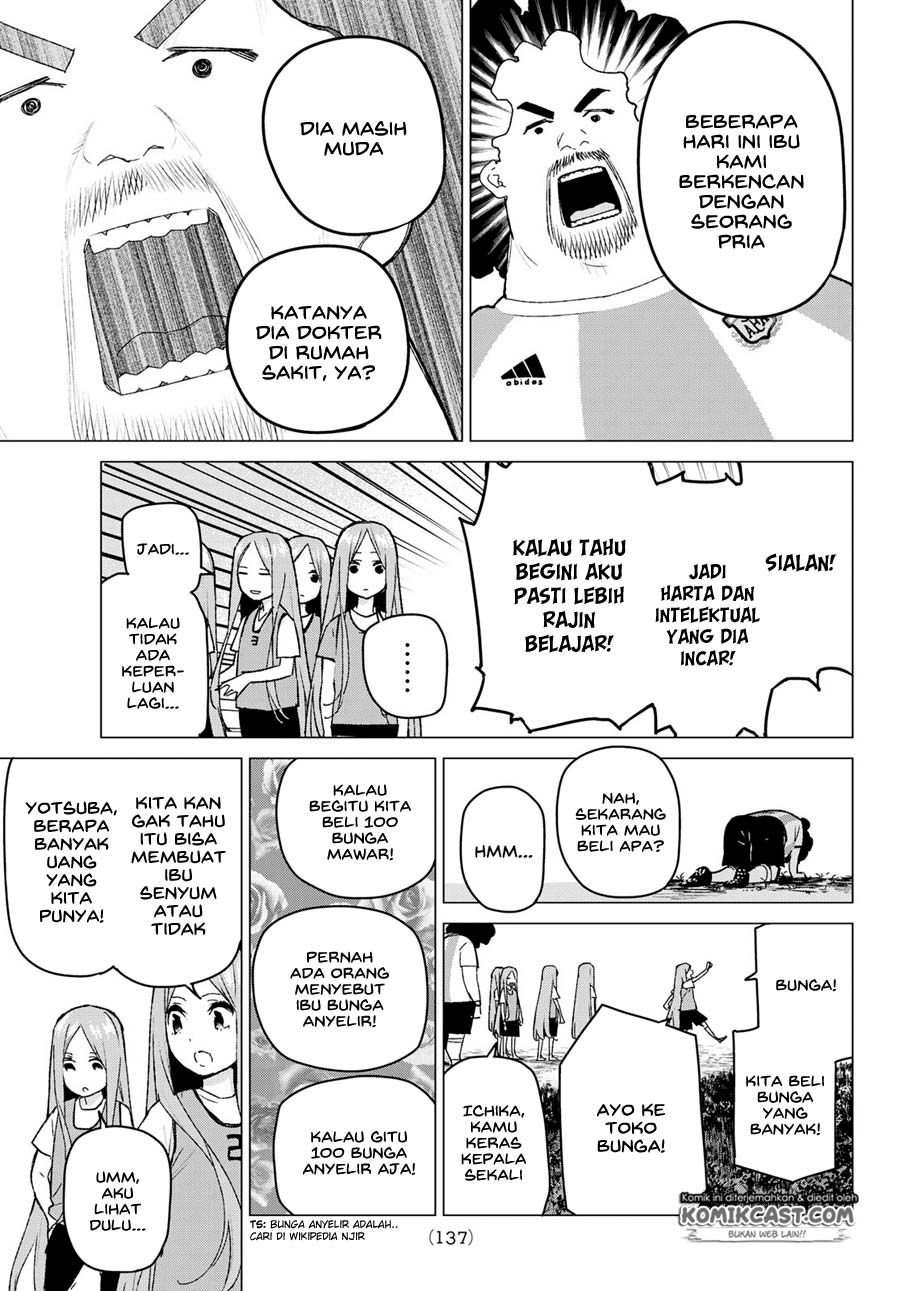 BEBERAPA
HARI INI IBU
KAMI
BERKENCAN
DENGAN
SEORANG
PRIA
abidos
DIA MASIH
MUDA
KATANYA
DIA DOKTER
DI RUMAH
SAKIT, YA?
SIALAN!
JADI
HARTA DAN
INTELEKTUAL
YANG DIA
INCAR!
KALAU TAHU
BEGINI AKU
PASTI LEBIH
RAJIN
BELAJAR!
......
3
JADI...
KALAU
TIDAK
ADA
KEPER-
LUAN
LAGI...
NAH,
SEKARANG
KITA MAU
BELI APA?
HMM...
BUNGA!
KITA BELI
BUNGA
YANG
BANYAK!
AYO KE
TOKO
BUNGA!
ICHIKA,
KAMU
KERAS
KEPALA
SEKALI
KALAU
BEGITU KITA
BELI 100
BUNGA
MAWAR!
PERNAH
ADA ORANG
MENYEBUT
IBU BUNGA
ANYELIR!
KALAU GITU
100 BUNGA
ANYELIR AJA!
KITA KAN
GAK TAHU
ITU BISA
MEMBUAT
IBU
SENYUM
ATAU
TIDAK
YOTSUBA,
BERAPA
BANYAK
UANG
YANG
KITA
PUNYA!
2
UMM,
AKU
LIHAT
DULU...
TS: BUNGA ANYELIR ADALAH..
CARI DI WIKIPEDIA NJIR
(137)
Komik ini diterjemahkan & diedit oleh
KOMIKCAST.COM
BUKAN WEB LAIN!!